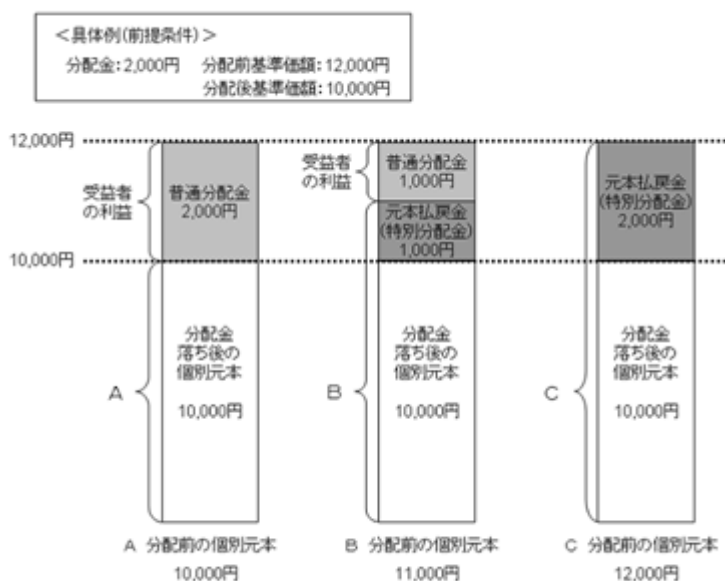 ＜具体例(前提条件)＞
分配金：2,000円　分配前基準価額：12,000円
分配後基準価額：10,000円
12,000円
10,000円
受益者
の利益
普通分配金
2,000円
A
分配金
落ち後の
個別元本
10,000円
A 分配前の個別元本
10,000円
受益者
の利益
普通分配金
1,000円
元本払戻金
(特別分配金)
1,000円
B
分配金
落ち後の
個別元本
10,000円
B 分配前の個別元本
11,000円
元本払戻金
(特別分配金)
2,000円
C
分配金
落ち後の
個別元本
10,000円
C 分配前の個別元本
12,000円